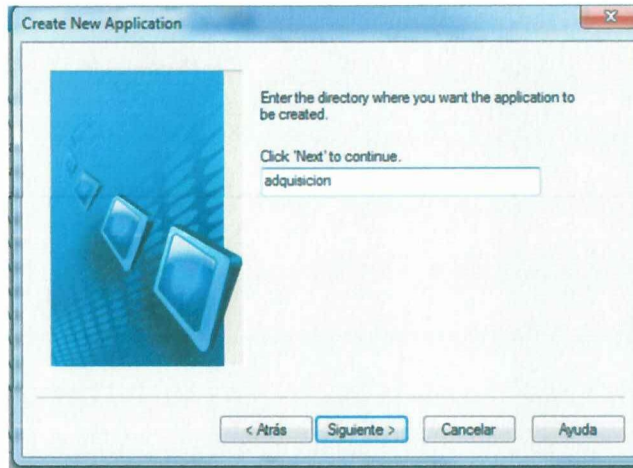 Create New Application
Enter the directory where you want the application to
be created.
Click 'Next' to continue.
adquisicion
< Atrás
Siguiente >
Cancelar
Ayuda